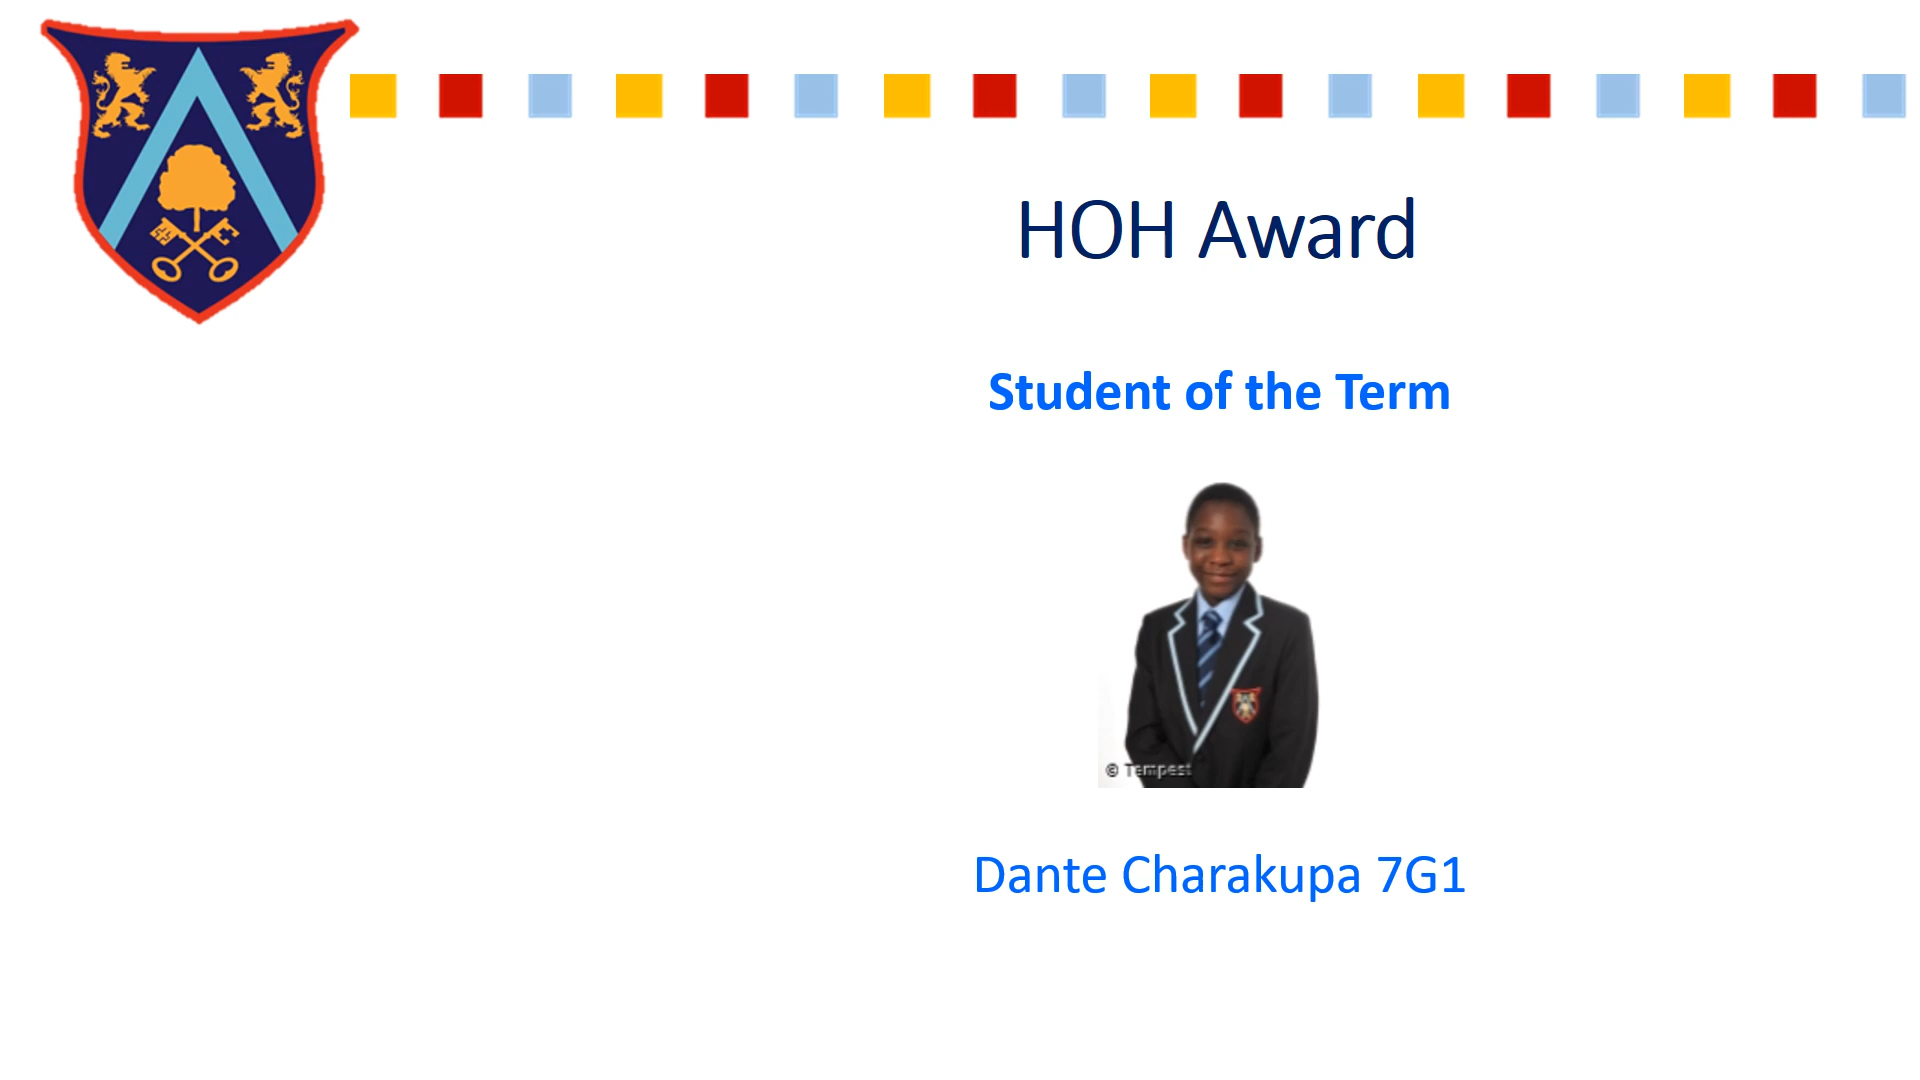 HOH Award
Student of the Term
© Tempest
Dante Charakupa 7G1